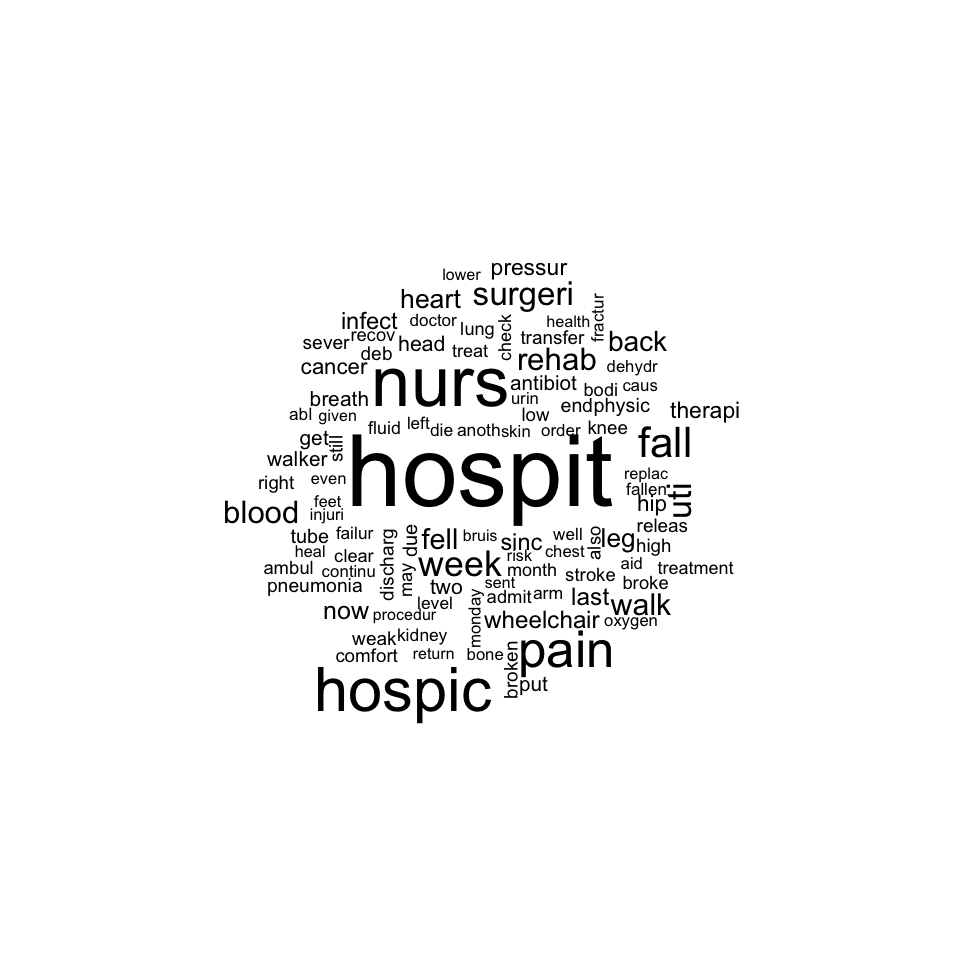 lower pressur
heart surgeri
infect doctor lung check health fractur
sever recov head treat transfer back
deb rehab dehydr
cancer nurs antibiot bodi caus
breath urin endphysic therapi
abl given low
fluid left die anoth skin order knee
get still hospit fall
walker replac
right even fallen uti
feet hip
blood injuri releas
tube failur discharg may due fell bruis sinc well also leg high
heal clear week risk chest aid
ambul continu month stroke treatment
pneumonia two sent broke
level monday admit arm last walk
now procedur wheelchair oxygen
weak kidney
comfort return bone broken pain
hospic put